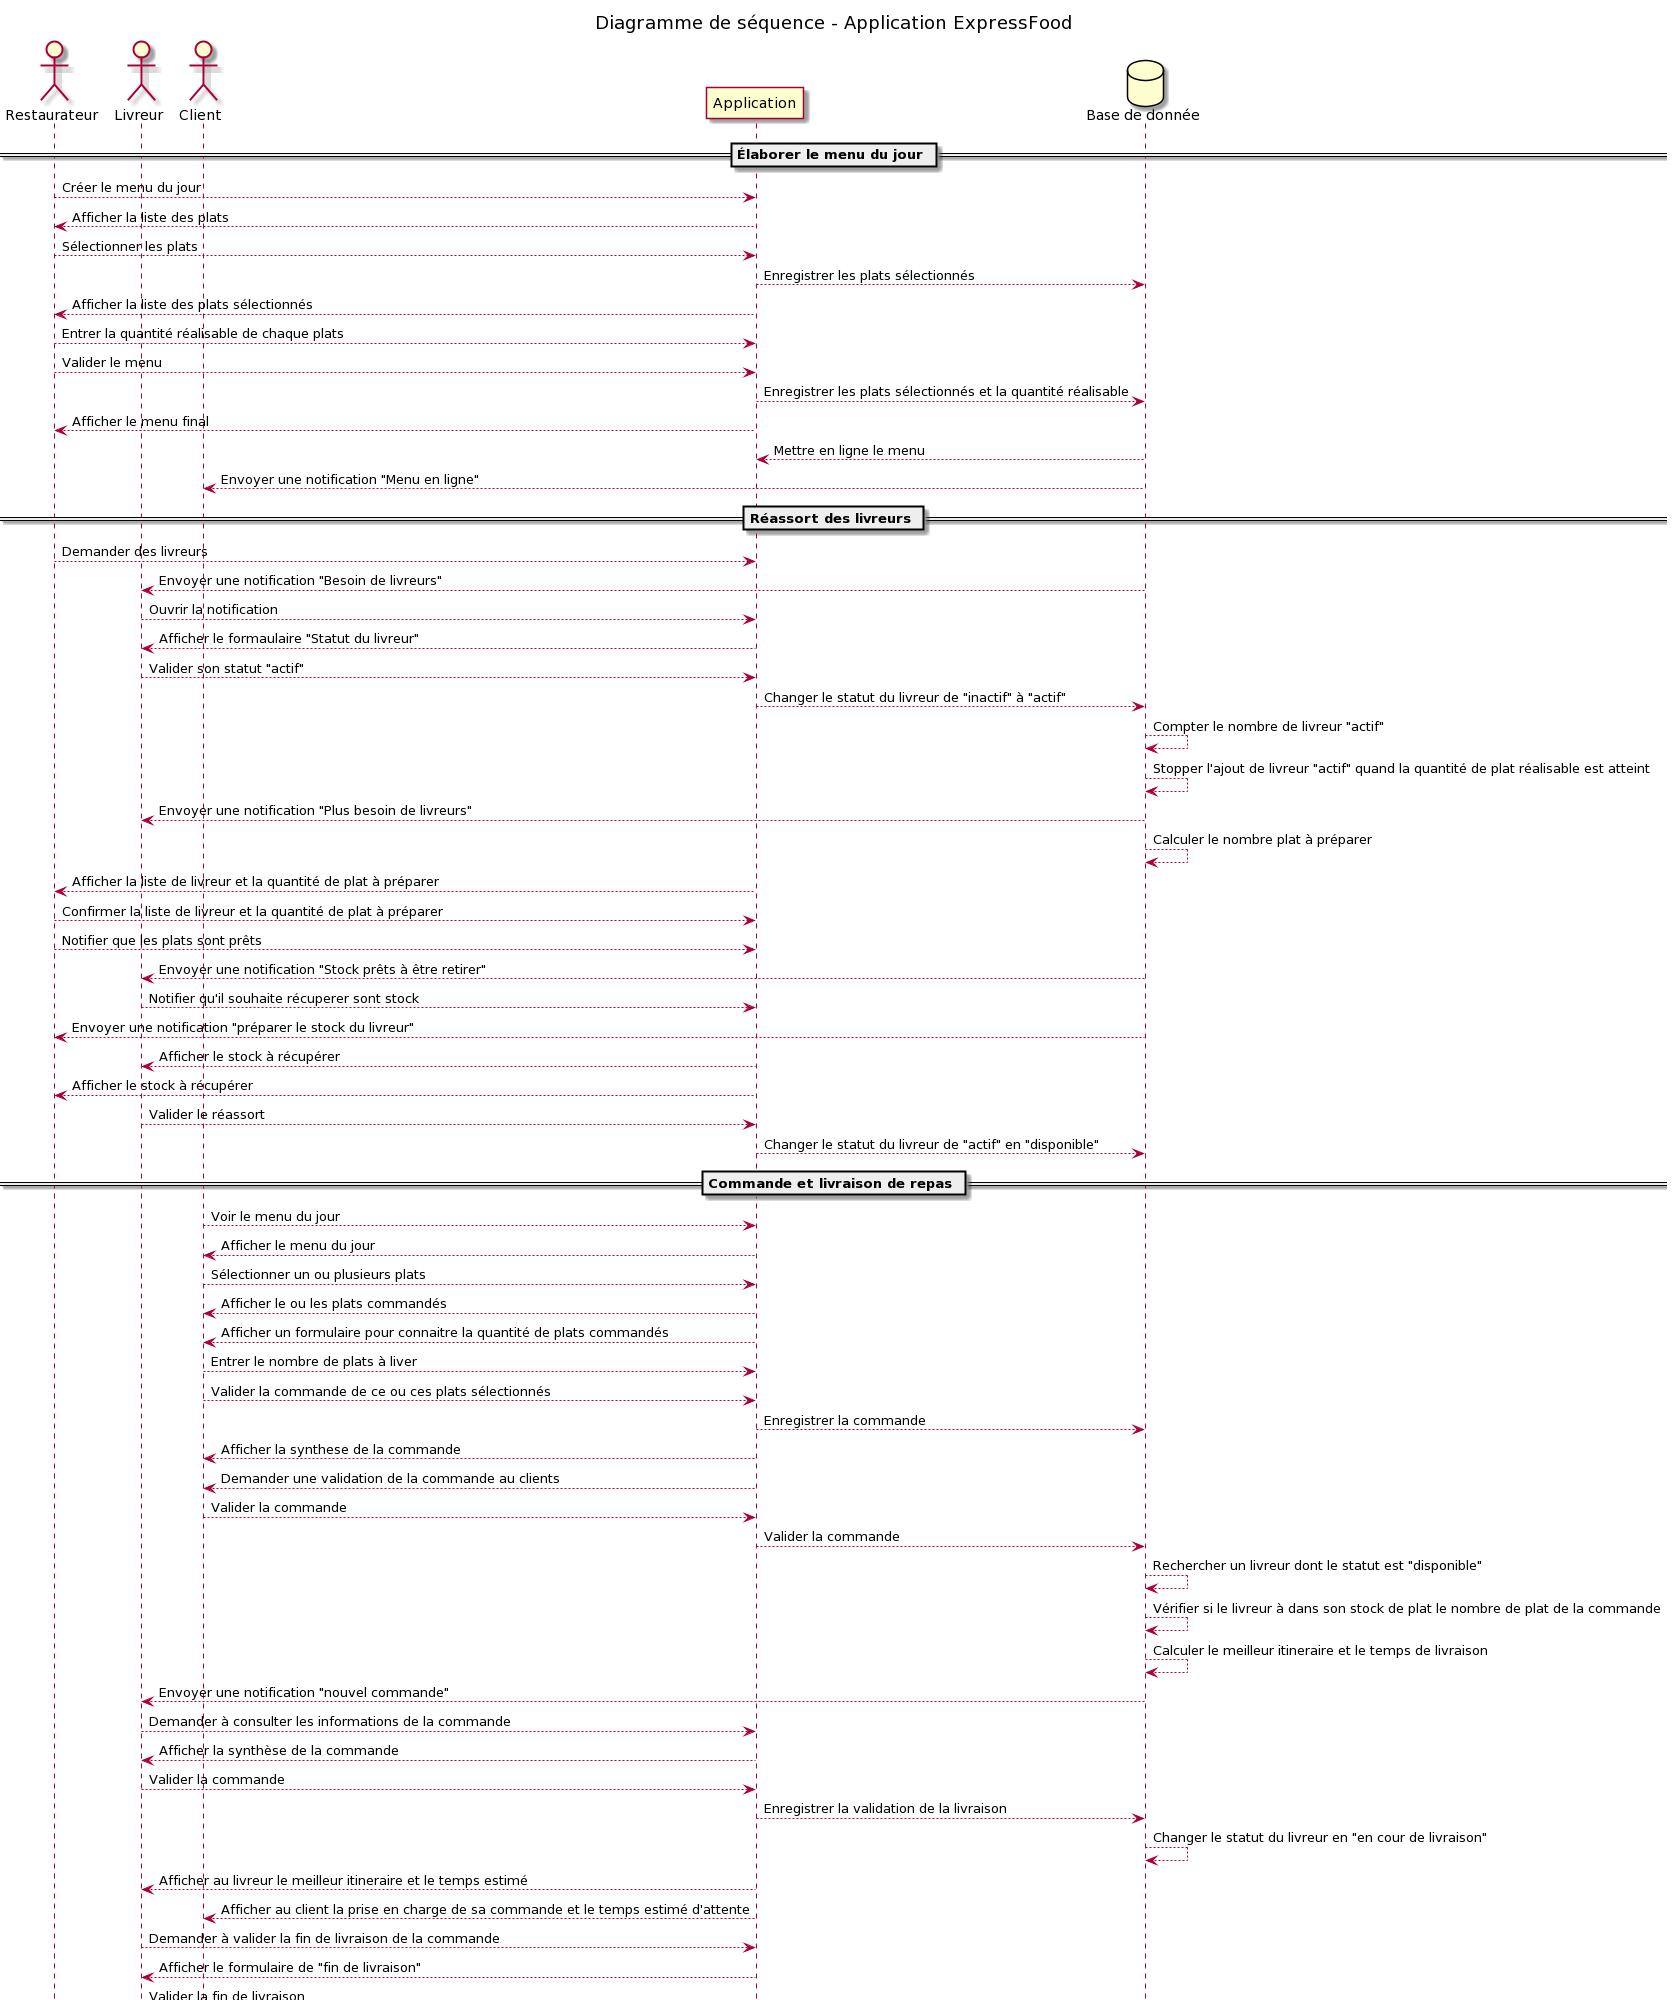 Diagramme de séquence - Application ExpressFood
Restaurateur
Livreur
Client
Application
Base de donnée
Élaborer le menu du jour
Créer le menu du jour
Afficher la liste des plats
Sélectionner les plats
Enregistrer les plats sélectionnés
Afficher la liste des plats sélectionnés
Entrer la quantité réalisable de chaque plats
Valider le menu
Enregistrer les plats sélectionnés et la quantité réalisable
Afficher le menu final
Mettre en ligne le menu
Envoyer une notification "Menu en ligne"
Réassort des livreurs
Demander des livreurs
Envoyer une notification "Besoin de livreurs"
Ouvrir la notification
Afficher le formaulaire "Statut du livreur"
Valider son statut "actif"
Changer le statut du livreur de "inactif" à "actif"
Compter le nombre de livreur "actif"
Stopper l'ajout de livreur "actif" quand la quantité de plat réalisable est atteint
Envoyer une notification "Plus besoin de livreurs"
Calculer le nombre plat à préparer
Afficher la liste de livreur et la quantité de plat à préparer
Confirmer la liste de livreur et la quantité de plat à préparer
Notifier que les plats sont prêts
Envoyer une notification "Stock prêts à être retirer"
Notifier qu'il souhaite récuperer sont stock
Envoyer une notification "préparer le stock du livreur"
Afficher le stock à récupérer
Afficher le stock à récupérer
Valider le réassort
Changer le statut du livreur de "actif" en "disponible"
Commande et livraison de repas
Voir le menu du jour
Afficher le menu du jour
Sélectionner un ou plusieurs plats
Afficher le ou les plats commandés
Afficher un formulaire pour connaitre la quantité de plats commandés
Entrer le nombre de plats à liver
Valider la commande de ce ou ces plats sélectionnés
Enregistrer la commande
Afficher la synthese de la commande
Demander une validation de la commande au clients
Valider la commande
Valider la commande
Rechercher un livreur dont le statut est "disponible"
Vérifier si le livreur à dans son stock de plat le nombre de plat de la commande
Calculer le meilleur itineraire et le temps de livraison
Envoyer une notification "nouvel commande"
Demander à consulter les informations de la commande
Afficher la synthèse de la commande
Valider la commande
Enregistrer la validation de la livraison
Changer le statut du livreur en "en cour de livraison"
Afficher au livreur le meilleur itineraire et le temps estimé
Afficher au client la prise en charge de sa commande et le temps estimé d'attente
Demander à valider la fin de livraison de la commande
Afficher le formulaire de "fin de livraison"
Valider la fin de livraison